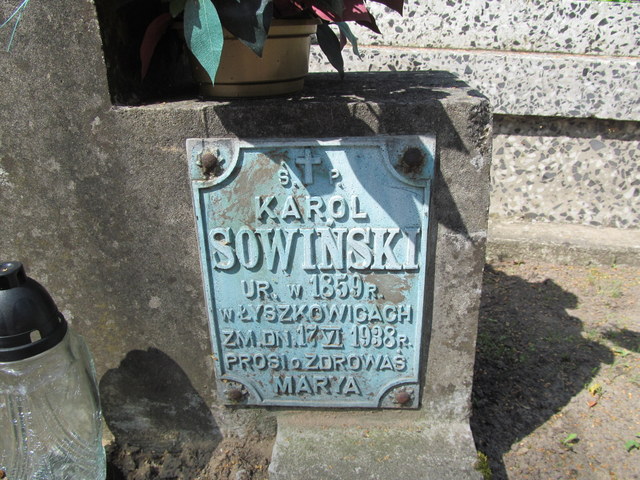 Ś. P.
KAROL
SOWIŃSKI
UR. W 1859 R.
W ŁYSZKOWICACH
ZM. DN. 17 VI 1938 R.
PROSI O ZDROWAŚ
MARYA